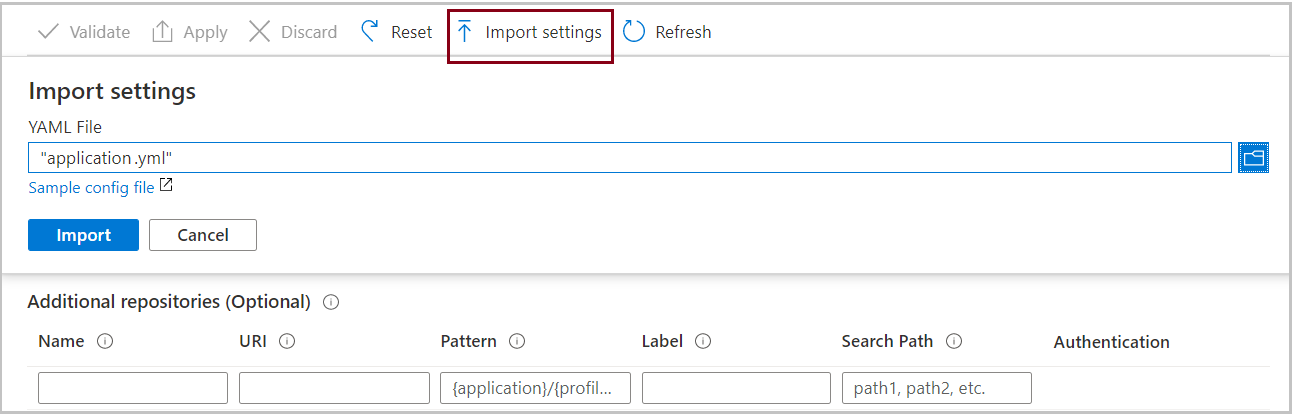 Validate Apply Discard Reset Import settings Refresh
Import settings
YAML File
"application.yml"
Sample config file
Import Cancel
Additional repositories (Optional)
Name URI Pattern Label Search Path Authentication
{application}/{profil... path1, path2, etc.